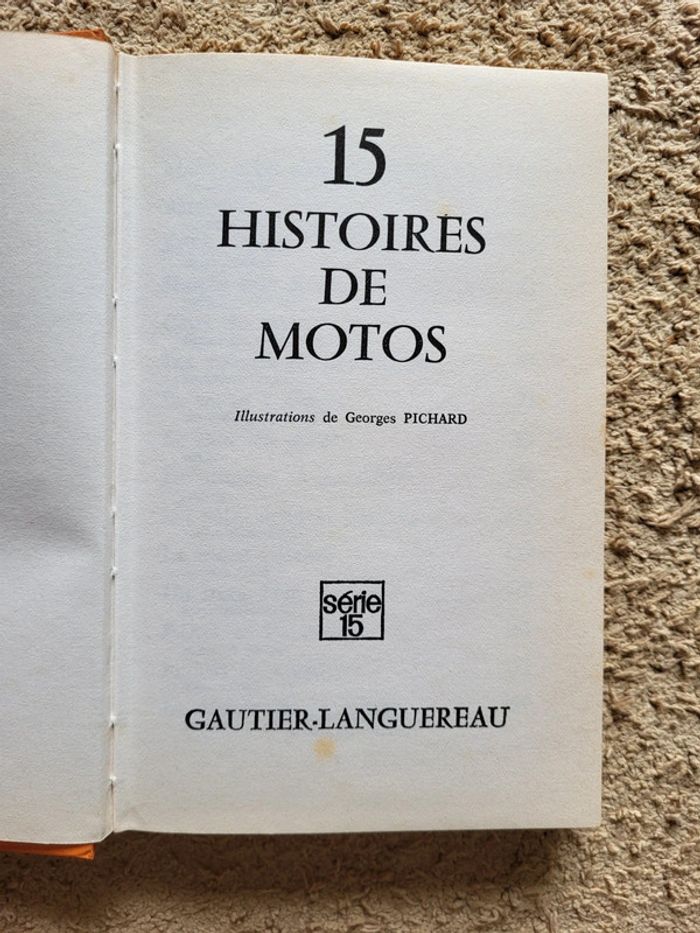 15
HISTOIRES
DE
MOTOS
Illustrations de Georges PICHARD
série
15
GAUTIER-LANGUEREAU